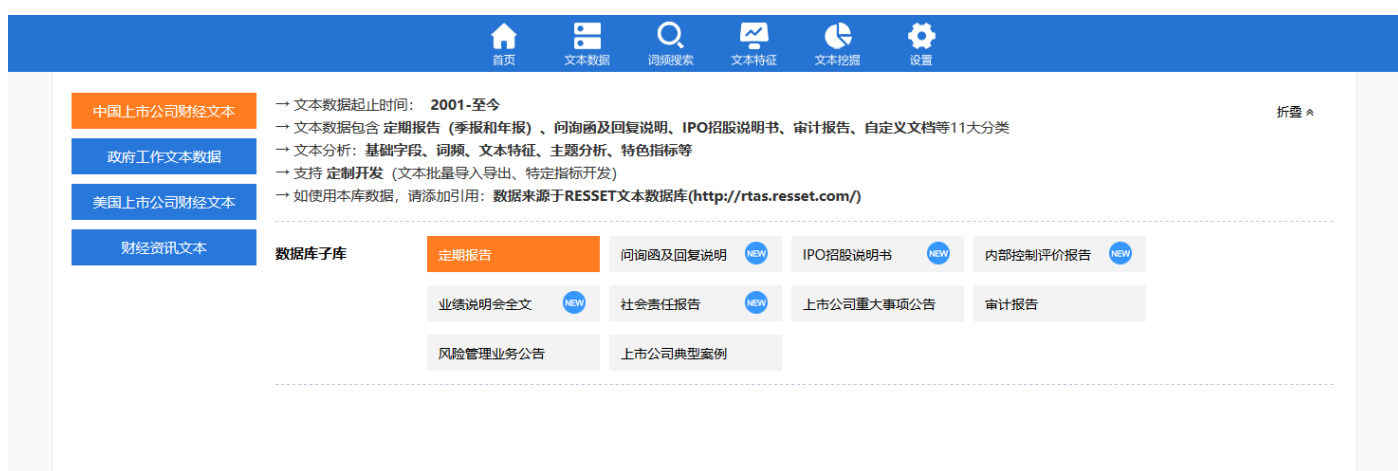 首页 文本数据 词频搜索 文本特征 文本挖掘 设置
中国上市公司财经文本
政府工作文本数据
美国上市公司财经文本
财经资讯文本
→ 文本数据起止时间： 2001-至今
→ 文本数据包含 定期报告（季报和年报）、问询函及回复说明、IPO招股说明书、审计报告、自定义文档等11大分类
→ 文本分析：基础字段、词频、文本特征、主题分析、特色指标等
→ 支持 定制开发（文本批量导入导出、特定指标开发）
→ 如使用本库数据，请添加引用：数据来源于RESSET文本数据库(http://rtas.resset.com/)
折叠
数据库子库
定期报告 问询函及回复说明 NEW IPO招股说明书 NEW 内部控制评价报告 NEW
业绩说明会全文 NEW 社会责任报告 NEW 上市公司重大事项公告 审计报告
风险管理业务公告 上市公司典型案例